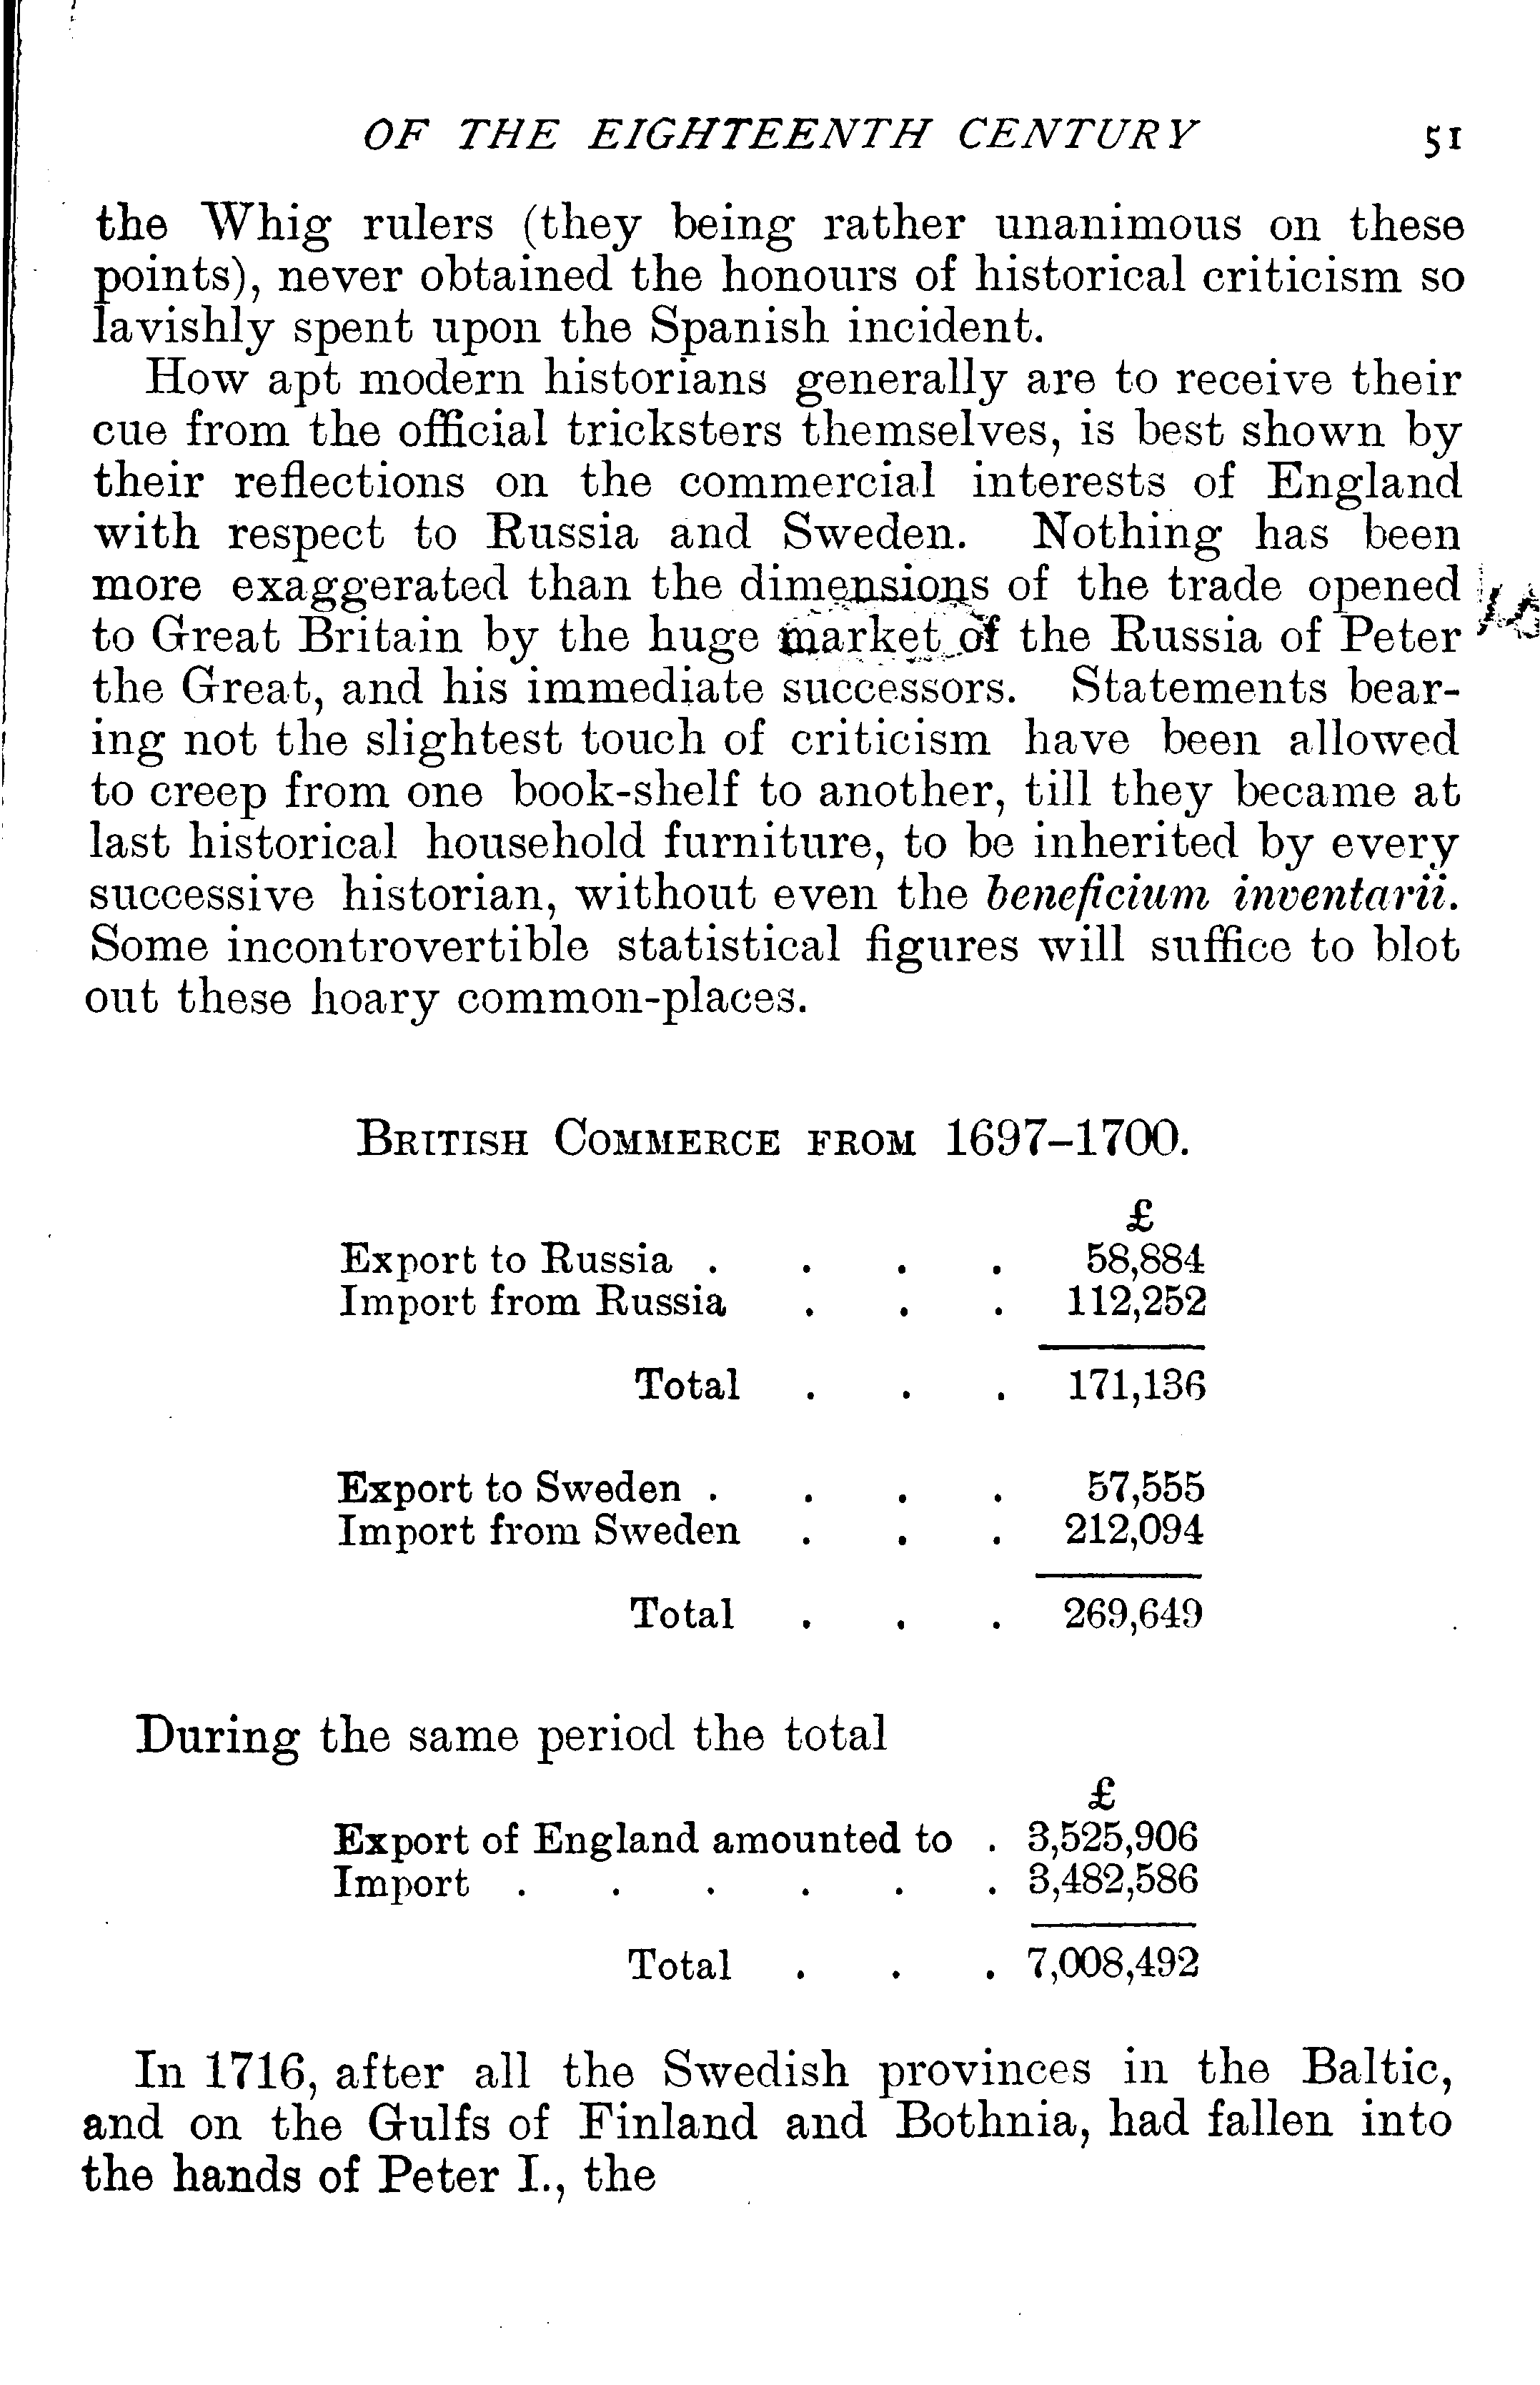 OF THE EIGHTEENTH CENTURY 51
the Whig rulers (they being rather unanimous on these
points), never obtained the honours of historical criticism so
lavishly spent upon the Spanish incident.
How apt modern historians generally are to receive their
cue from the official tricksters themselves, is best shown by
their reflections on the commercial interests of England
with respect to Russia and Sweden. Nothing has been
more exaggerated than the dimensions of the trade opened
to Great Britain by the huge market of the Russia of Peter
the Great, and his immediate successors. Statements bear-
ing not the slightest touch of criticism have been allowed
to creep from one book-shelf to another, till they became at
last historical household furniture, to be inherited by every
successive historian, without even the beneficium inventarii.
Some incontrovertible statistical figures will suffice to blot
out these hoary common-places.
BRITISH COMMERCE FROM 1697–1700.
£
Export to Russia . . . . 58,884
Import from Russia . . . 112,252
Total . . . 171,136
Export to Sweden . . . . 57,555
Import from Sweden . . . 212,094
Total . . . 269,649
During the same period the total
£
Export of England amounted to . 3,525,906
Import . . . . . . 3,482,586
Total . . . 7,008,492
In 1716, after all the Swedish provinces in the Baltic,
and on the Gulfs of Finland and Bothnia, had fallen into
the hands of Peter I., the